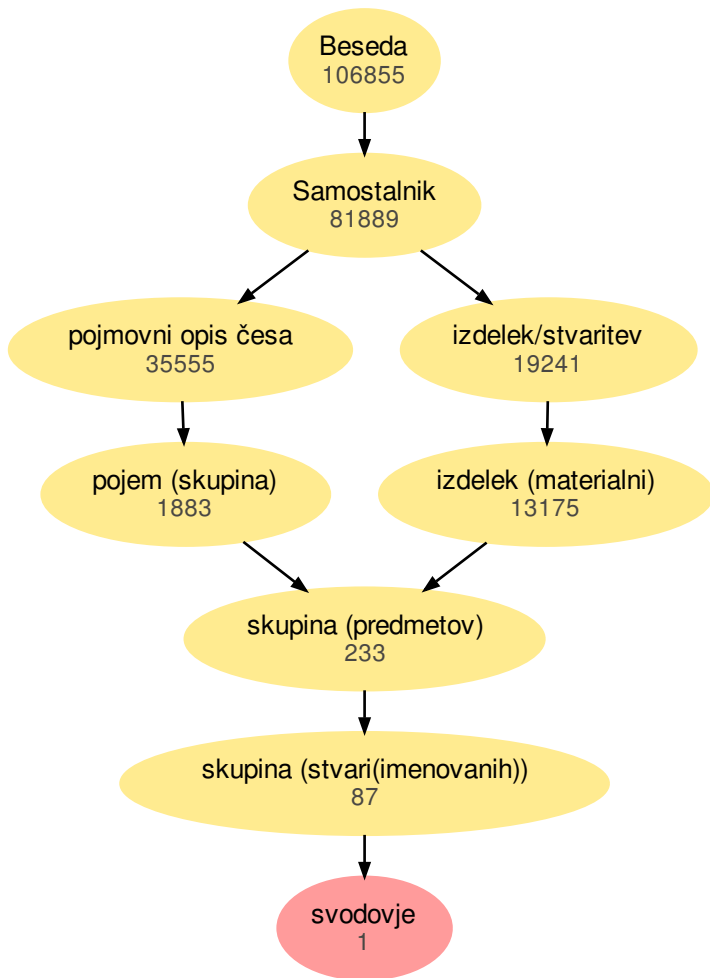 Beseda
106855
Samostalnik
81889
pojmovni opis česa
35555
izdelek/stvaritev
19241
pojem (skupina)
1883
izdelek (materialni)
13175
skupina (predmetov)
233
skupina (stvari(imenovanih))
87
svodovje
1